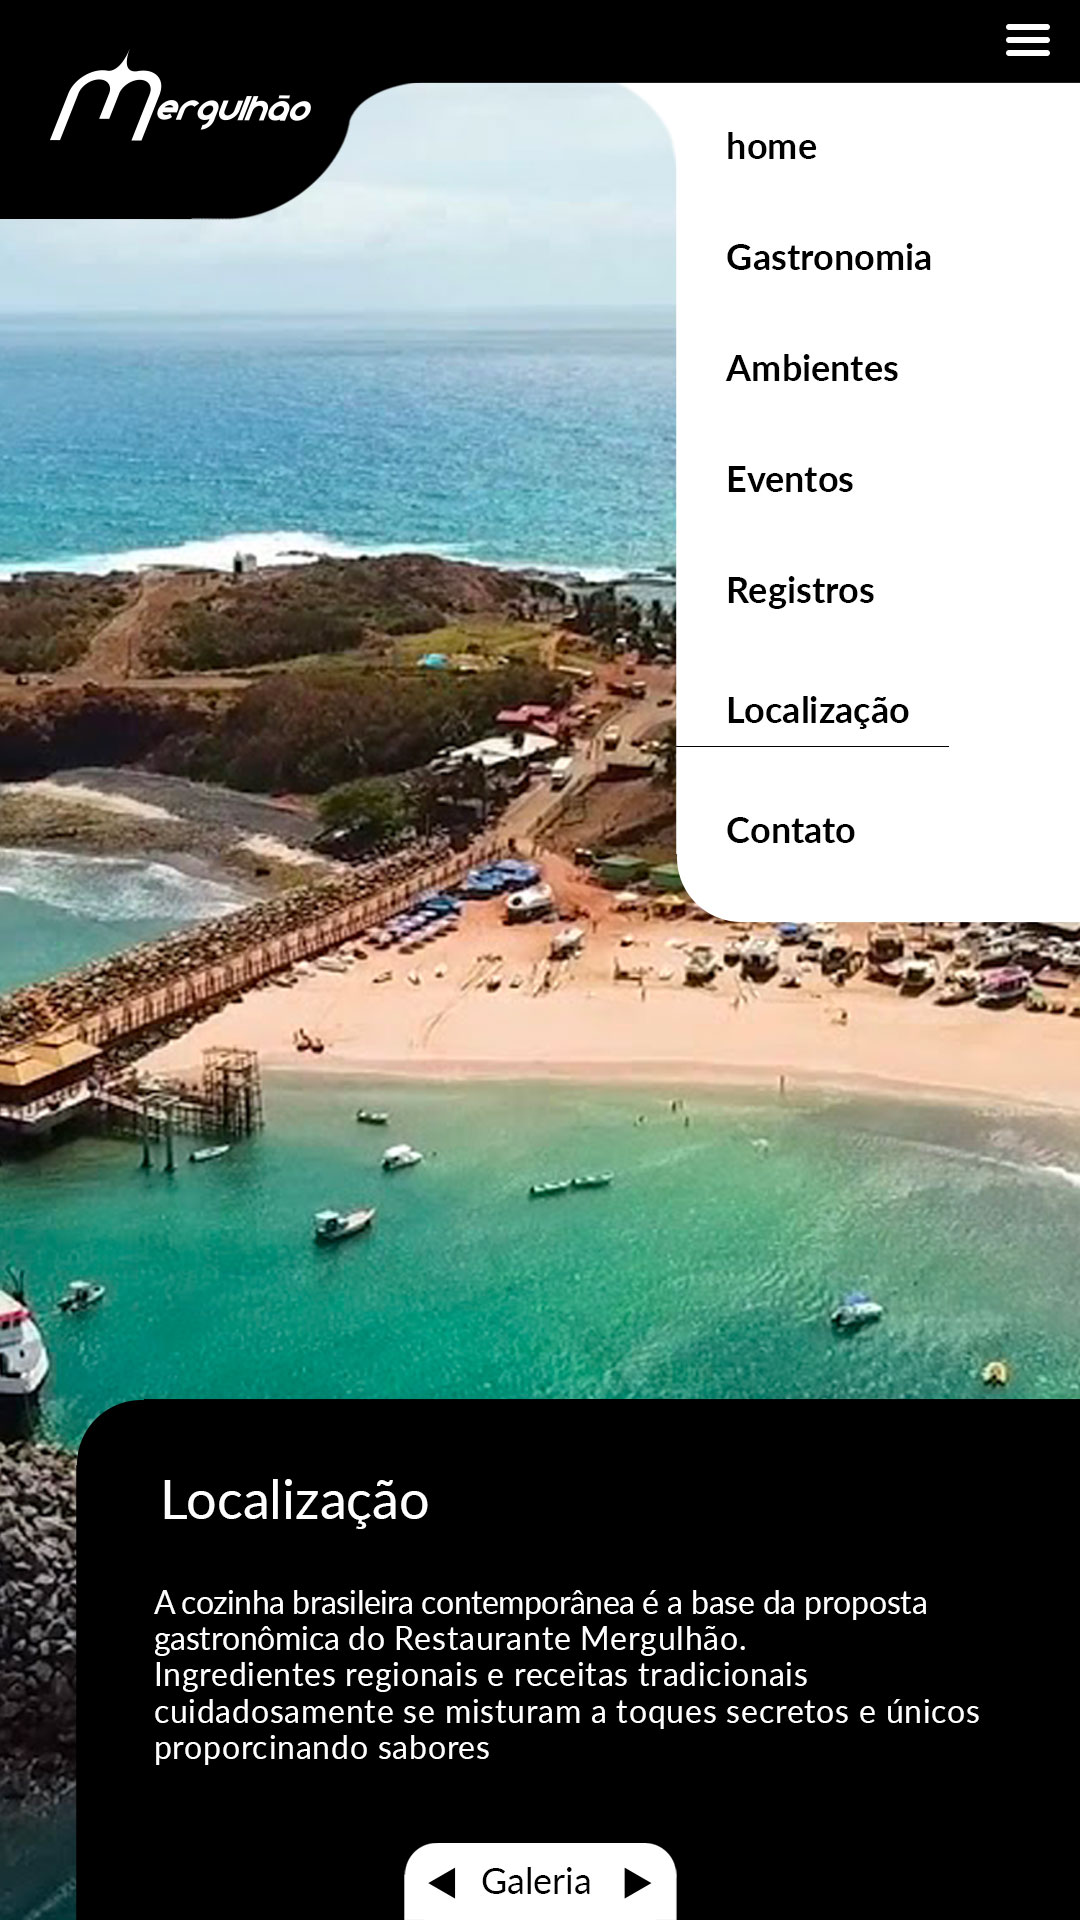 Mergulhão
home
Gastronomia
Ambientes
Eventos
Registros
Localização
Contato
Localização
A cozinha brasileira contemporânea é a base da proposta
gastronômica do Restaurante Mergulhão.
Ingredientes regionais e receitas tradicionais
cuidadosamente se misturam a toques secretos e únicos
proporcinando sabores
Galeria